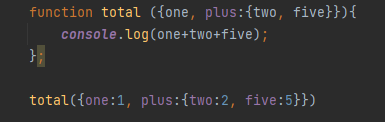 function total ({one, plus:{two, five}}){
console.log(one+two+five);
};
total({one:1, plus:{two:2, five:5}})